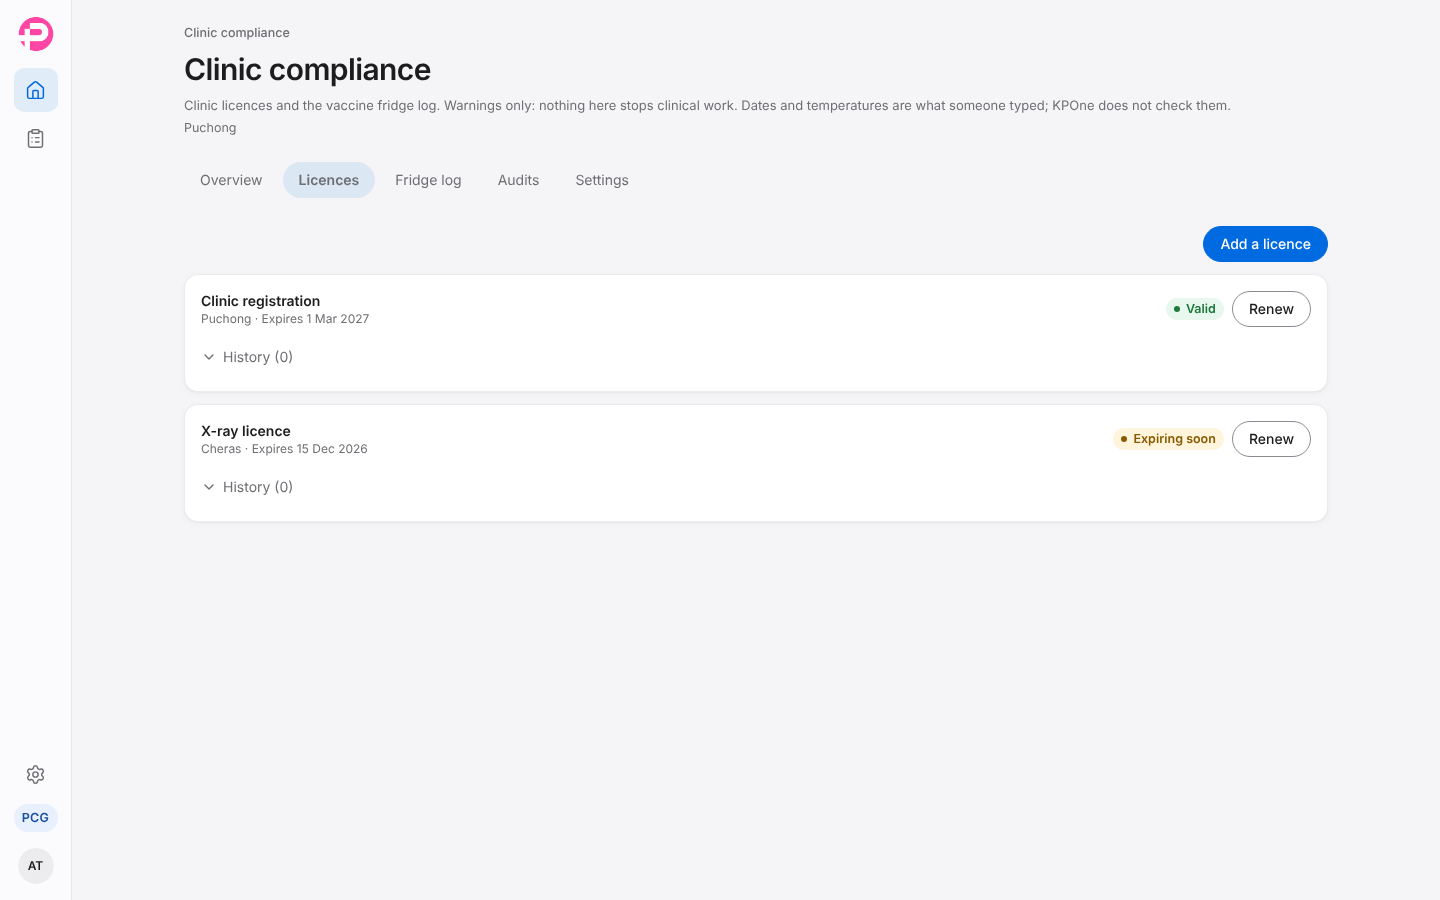 Clinic compliance
Clinic compliance
Clinic licences and the vaccine fridge log. Warnings only: nothing here stops clinical work. Dates and temperatures are what someone typed; KPOne does not check them.
Puchong
Overview Licences Fridge log Audits Settings
Add a licence
Clinic registration
Puchong · Expires 1 Mar 2027
Valid Renew
History (0)
X-ray licence
Cheras · Expires 15 Dec 2026
Expiring soon Renew
History (0)
PCG
AT